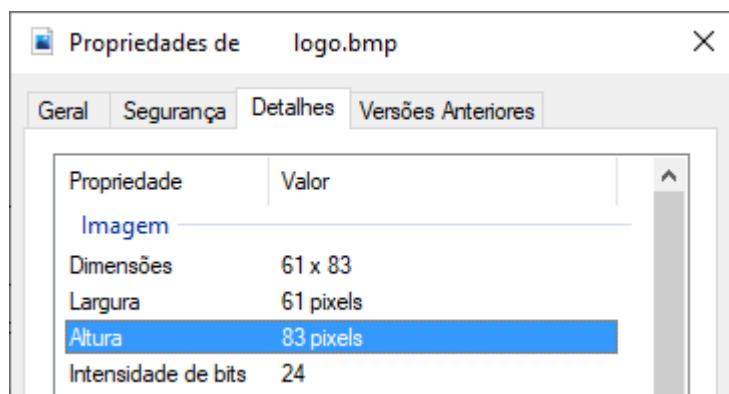 Propriedades de logo.bmp
Geral Segurança Detalhes Versões Anteriores
Propriedade Valor
Imagem
Dimensões 61 x 83
Largura 61 pixels
Altura 83 pixels
Intensidade de bits 24